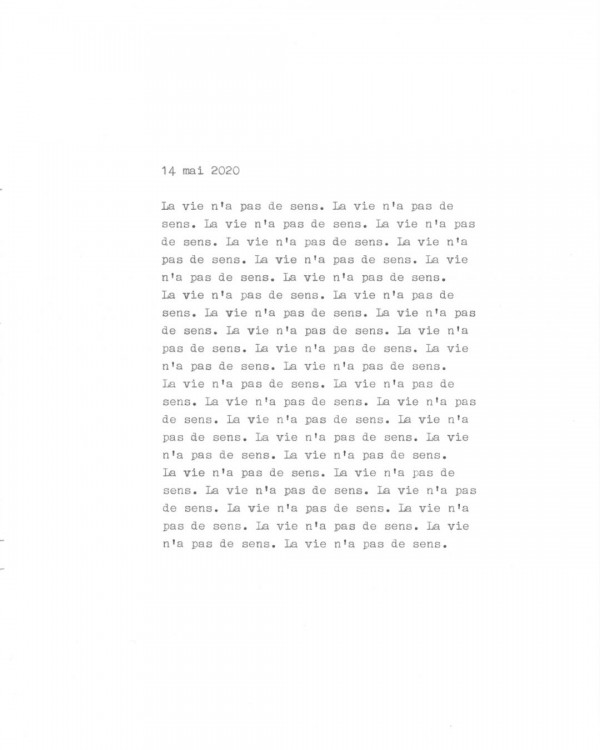 14 mai 2020
La vie n'a pas de sens. La vie n'a pas de
sens. La vie n'a pas de sens. La vie n'a pas
de sens. La vie n'a pas de sens. La vie n'a
pas de sens. La vie n'a pas de sens. La vie
n'a pas de sens. La vie n'a pas de sens.
La vie n'a pas de sens. La vie n'a pas de
sens. La vie n'a pas de sens. La vie n'a pas
de sens. La vie n'a pas de sens. La vie n'a
pas de sens. La vie n'a pas de sens. La vie
n'a pas de sens. La vie n'a pas de sens.
La vie n'a pas de sens. La vie n'a pas de
sens. La vie n'a pas de sens. La vie n'a pas
de sens. La vie n'a pas de sens. La vie n'a
pas de sens. La vie n'a pas de sens. La vie
n'a pas de sens. La vie n'a pas de sens.
La vie n'a pas de sens. La vie n'a pas de
sens. La vie n'a pas de sens. La vie n'a pas
de sens. La vie n'a pas de sens. La vie n'a
pas de sens. La vie n'a pas de sens. La vie
n'a pas de sens. La vie n'a pas de sens.